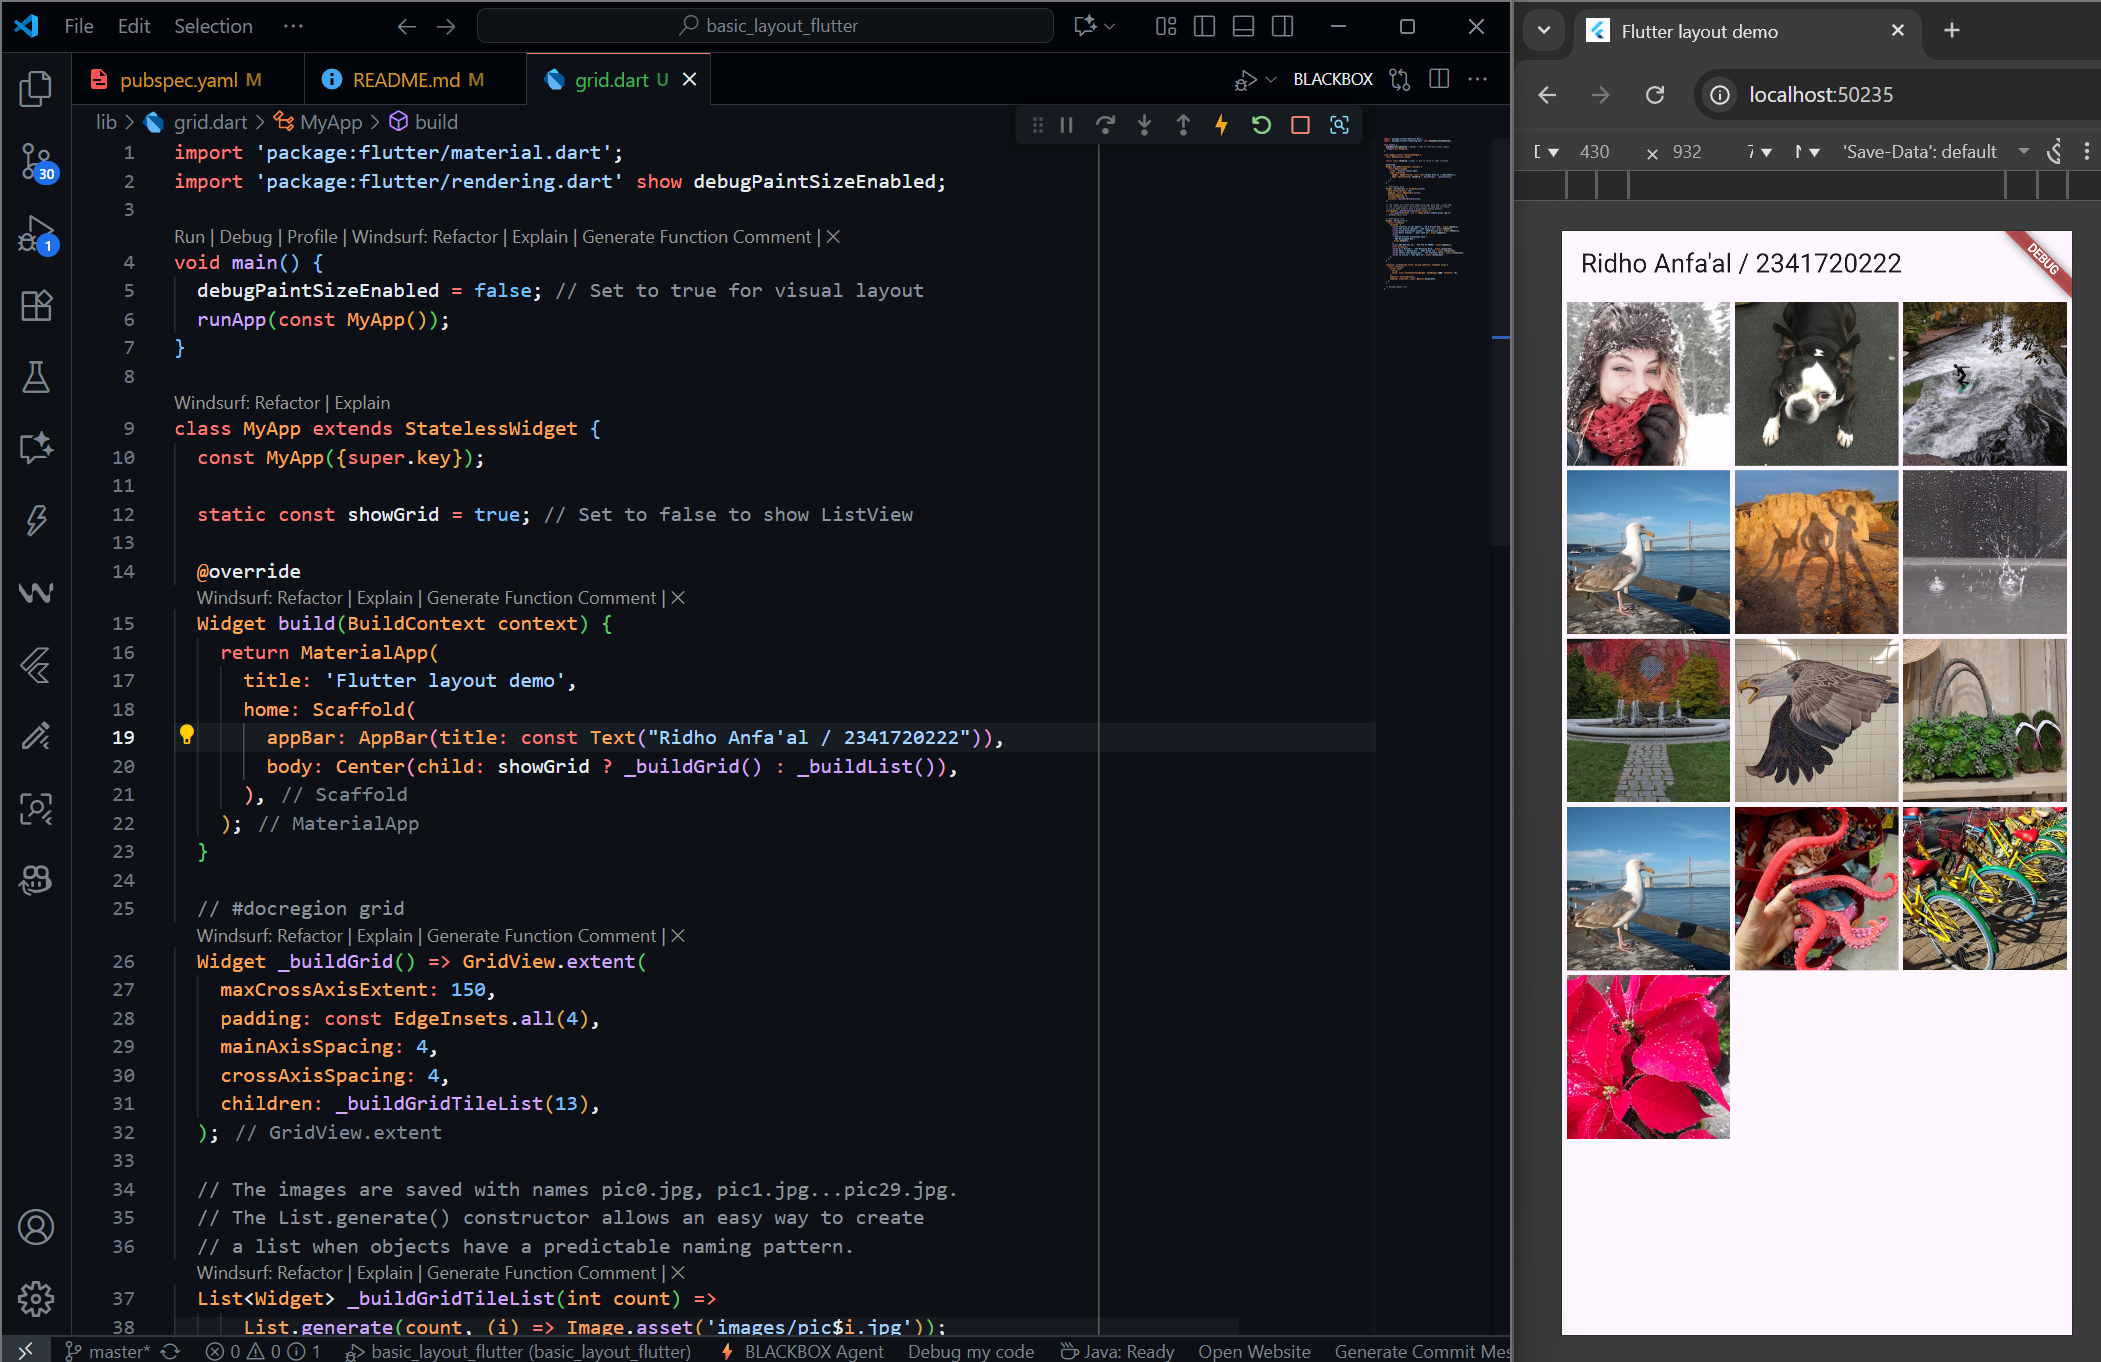 File Edit Selection ··· basic_layout_flutter
pubspec.yaml M README.md M grid.dart U BLACKBOX
lib > grid.dart > MyApp > build
1 import 'package:flutter/material.dart';
2 import 'package:flutter/rendering.dart' show debugPaintSizeEnabled;
3
Run | Debug | Profile | Windsurf: Refactor | Explain | Generate Function Comment | ×
4 void main() {
5 debugPaintSizeEnabled = false; // Set to true for visual layout
6 runApp(const MyApp());
7 }
8
Windsurf: Refactor | Explain
9 class MyApp extends StatelessWidget {
10 const MyApp({super.key});
11
12 static const showGrid = true; // Set to false to show ListView
13
14 @override
Windsurf: Refactor | Explain | Generate Function Comment | ×
15 Widget build(BuildContext context) {
16 return MaterialApp(
17 title: 'Flutter layout demo',
18 home: Scaffold(
19 appBar: AppBar(title: const Text("Ridho Anfa'al / 2341720222")),
20 body: Center(child: showGrid ? _buildGrid() : _buildList()),
21 ), // Scaffold
22 ); // MaterialApp
23 }
24
25 // #docregion grid
Windsurf: Refactor | Explain | Generate Function Comment | ×
26 Widget _buildGrid() => GridView.extent(
27 maxCrossAxisExtent: 150,
28 padding: const EdgeInsets.all(4),
29 mainAxisSpacing: 4,
30 crossAxisSpacing: 4,
31 children: _buildGridTileList(13),
32 ); // GridView.extent
33
34 // The images are saved with names pic0.jpg, pic1.jpg...pic29.jpg.
35 // The List.generate() constructor allows an easy way to create
36 // a list when objects have a predictable naming pattern.
Windsurf: Refactor | Explain | Generate Function Comment | ×
37 List<Widget> _buildGridTileList(int count) =>
38 List.generate(count, (i) => Image.asset('images/pic$i.jpg'));
30
1
master* 0 0 1 basic_layout_flutter (basic_layout_flutter) BLACKBOX Agent Debug my code Java: Ready Open Website Generate Commit Mes
Flutter layout demo
localhost:50235
430 × 932 'Save-Data': default
Ridho Anfa'al / 2341720222
DEBUG